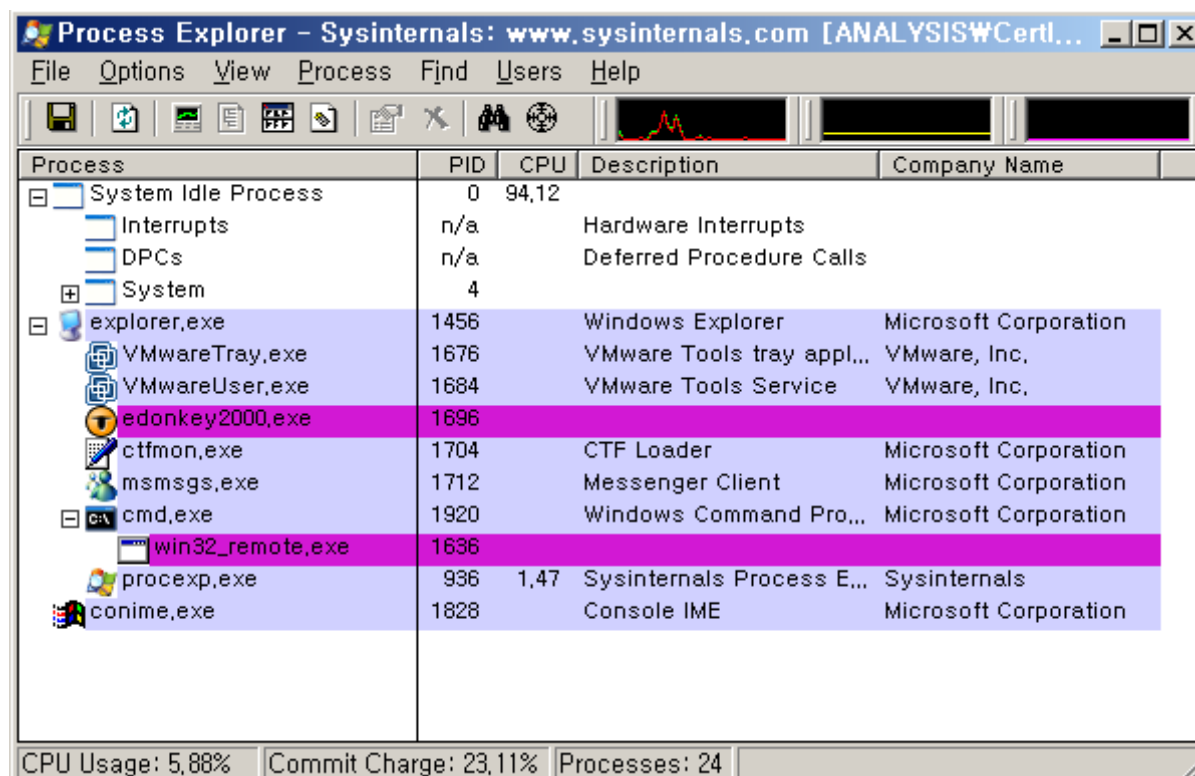 Process Explorer - Sysinternals: www.sysinternals.com [ANALYSIS₩CertI...
File Options View Process Find Users Help
Process PID CPU Description Company Name
System Idle Process 0 94,12
Interrupts n/a Hardware Interrupts
DPCs n/a Deferred Procedure Calls
System 4
explorer,exe 1456 Windows Explorer Microsoft Corporation
VMwareTray,exe 1676 VMware Tools tray appl... VMware, Inc,
VMwareUser,exe 1684 VMware Tools Service VMware, Inc,
edonkey2000,exe 1696
ctfmon,exe 1704 CTF Loader Microsoft Corporation
msmsgs,exe 1712 Messenger Client Microsoft Corporation
cmd,exe 1920 Windows Command Pro... Microsoft Corporation
win32_remote,exe 1636
procexp,exe 936 1,47 Sysinternals Process E... Sysinternals
conime,exe 1828 Console IME Microsoft Corporation
CPU Usage: 5,88% Commit Charge: 23,11% Processes: 24